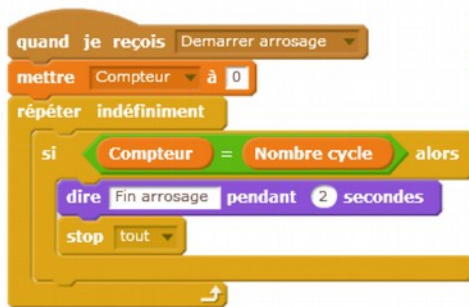 quand je reçois Demarrer arrosage
mettre Compteur à 0
répéter indéfiniment
si Compteur = Nombre cycle alors
dire Fin arrosage pendant 2 secondes
stop tout